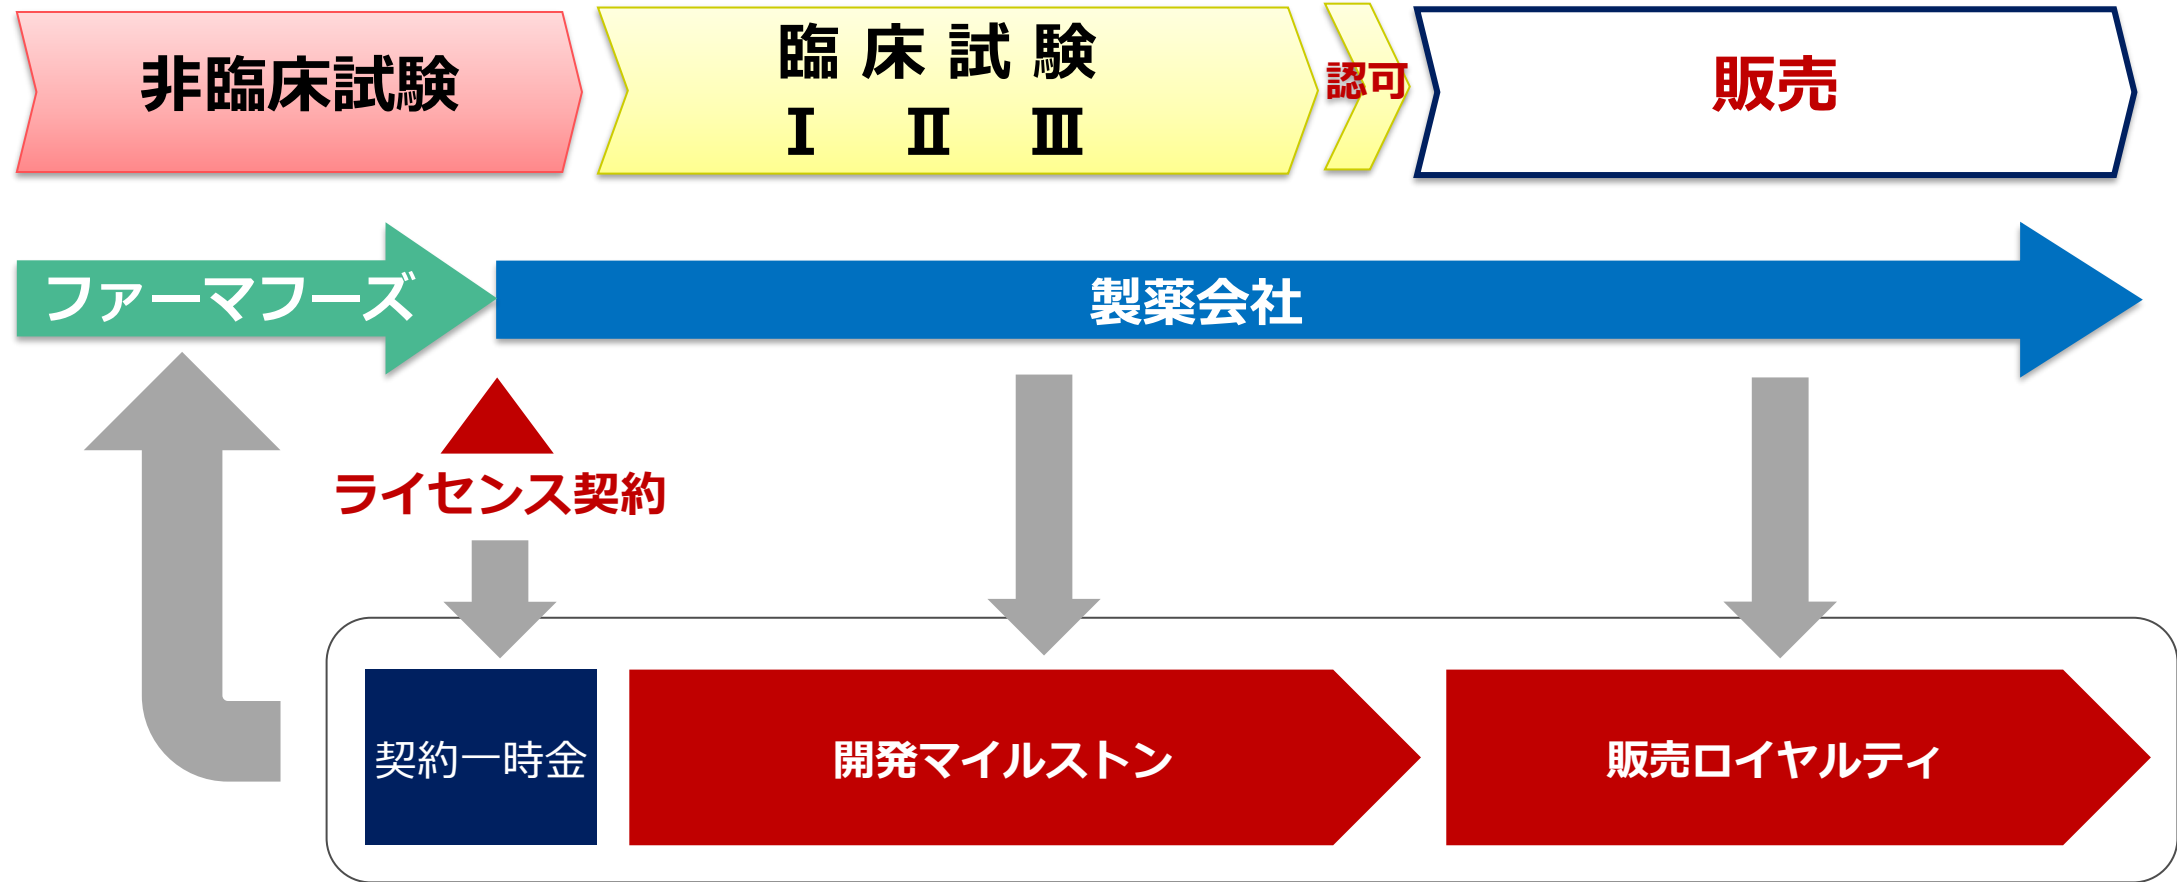 非臨床試験
臨 床 試 験
Ⅰ Ⅱ Ⅲ
認可
販売
ファーマフーズ
製薬会社
ライセンス契約
契約一時金
開発マイルストン
販売ロイヤルティ